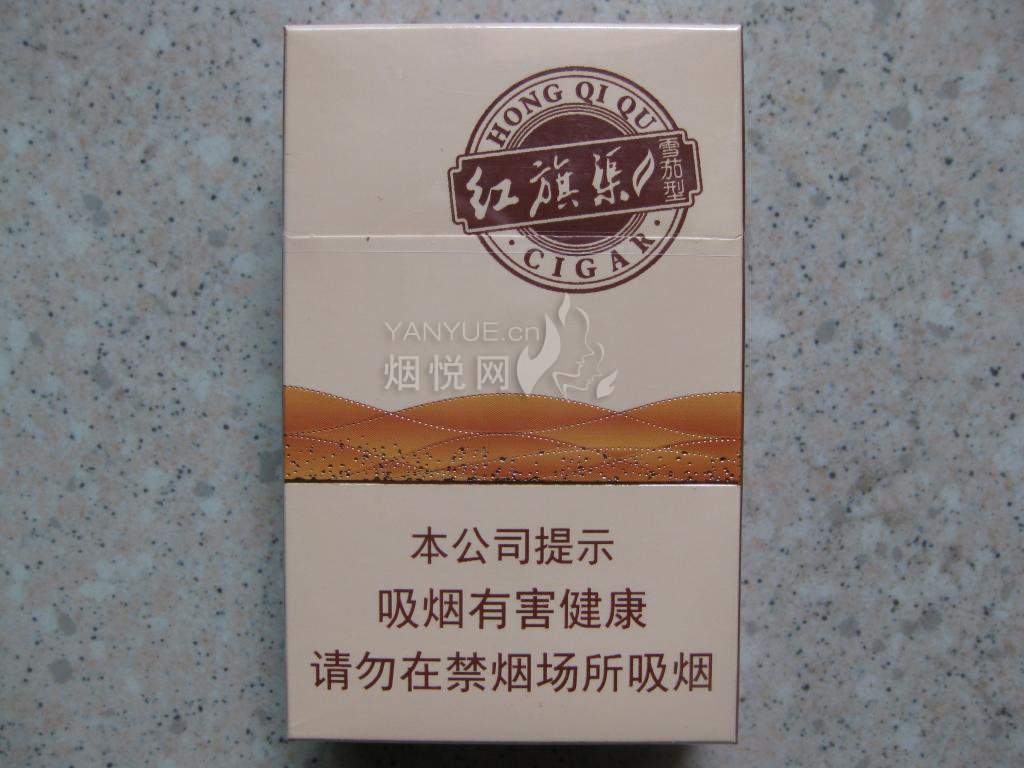 HONG QI QU
红旗渠
雪茄型
· CIGAR ·
YANYUE.cn
烟悦网
本公司提示
吸烟有害健康
请勿在禁烟场所吸烟